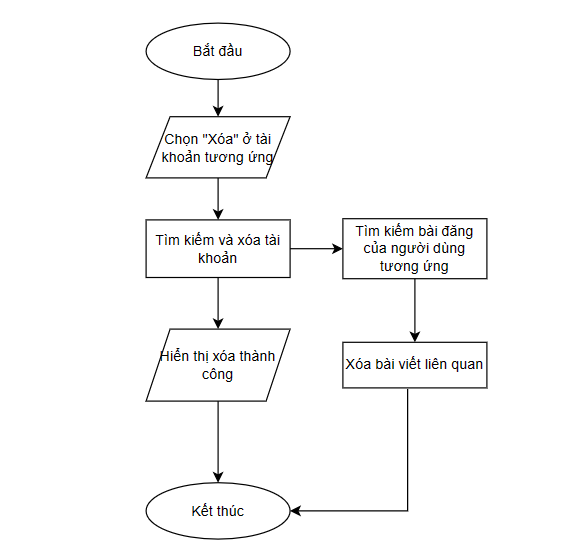 Bắt đầu
Chọn "Xóa" ở tài
khoản tương ứng
Tìm kiếm và xóa tài
khoản
Tìm kiếm bài đăng
của người dùng
tương ứng
Hiển thị xóa thành
công
Xóa bài viết liên quan
Kết thúc